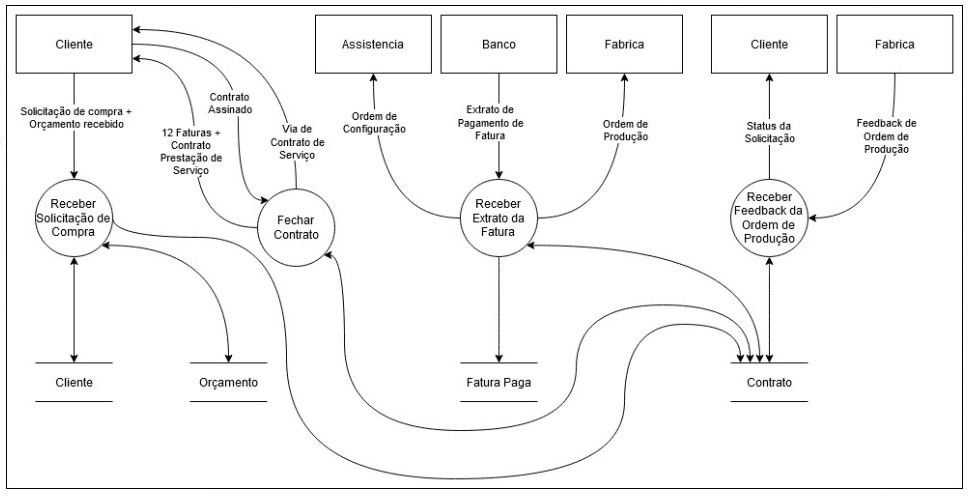 Cliente
Assistencia
Banco
Fabrica
Cliente
Fabrica
Solicitação de compra +
Orçamento recebido
12 Faturas +
Contrato
Prestação de
Serviço
Contrato
Assinado
Via de
Contrato de
Serviço
Ordem de
Configuração
Extrato de
Pagamento de
Fatura
Ordem de
Produção
Status da
Solicitação
Feedback de
Ordem de
Produção
Receber
Solicitação de
Compra
Fechar
Contrato
Receber
Extrato da
Fatura
Receber
Feedback da
Ordem de
Produção
Cliente
Orçamento
Fatura Paga
Contrato